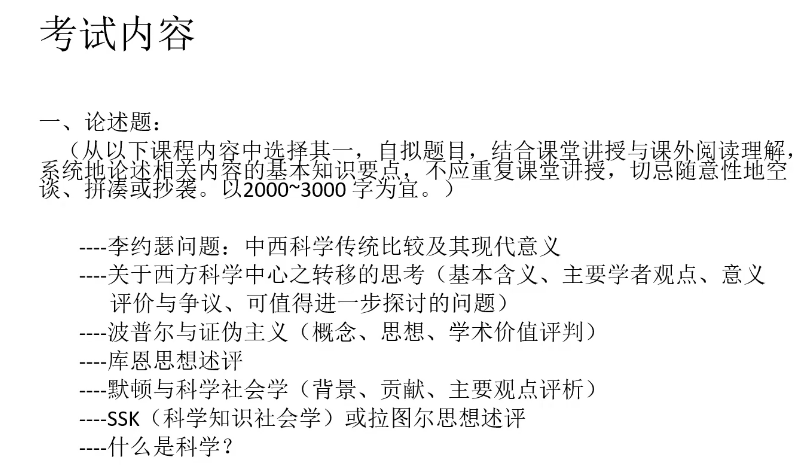 考试内容
一、论述题：
（从以下课程内容中选择其一，自拟题目，结合课堂讲授与课外阅读理解，
系统地论述相关内容的基本知识要点，不应重复课堂讲授，切忌随意性地空
谈、拼凑或抄袭。以2000~3000 字为宜。）
----李约瑟问题：中西科学传统比较及其现代意义
----关于西方科学中心之转移的思考（基本含义、主要学者观点、意义
评价与争议、可值得进一步探讨的问题）
----波普尔与证伪主义（概念、思想、学术价值评判）
----库恩思想述评
----默顿与科学社会学（背景、贡献、主要观点评析）
----SSK（科学知识社会学）或拉图尔思想述评
----什么是科学？